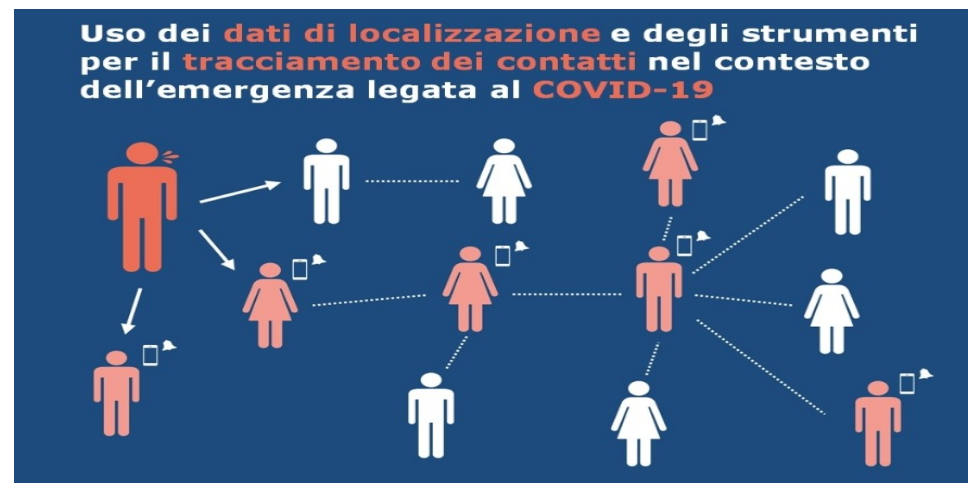 Uso dei dati di localizzazione e degli strumenti
per il tracciamento dei contatti nel contesto
dell’emergenza legata al COVID-19